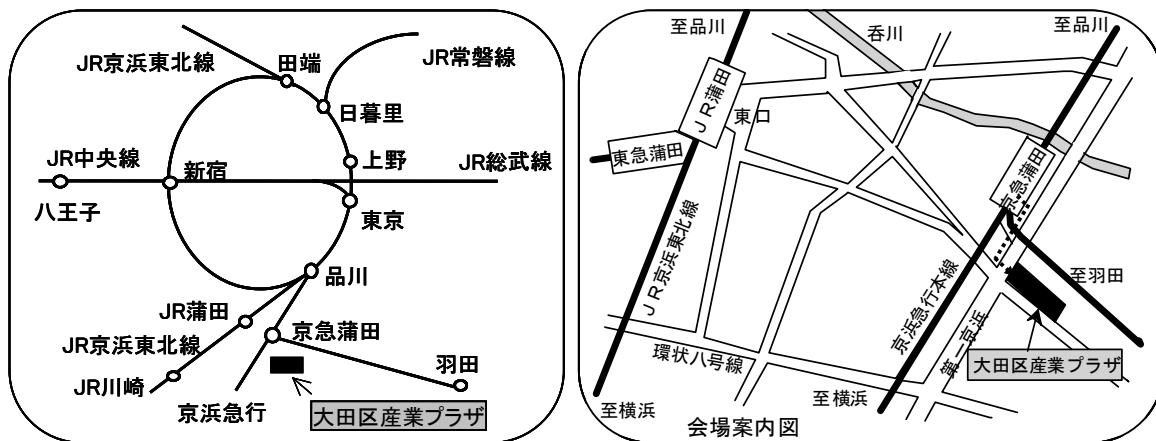 JR京浜東北線
田端
JR常磐線
日暮里
上野
JR中央線
新宿
JR総武線
八王子
東京
品川
JR蒲田
京急蒲田
JR京浜東北線
羽田
JR川崎
京浜急行
大田区産業プラザ
至品川
呑川
至品川
JR蒲田
東口
東急蒲田
京急蒲田
JR京浜東北線
至羽田
京浜急行本線
第一京浜
環状八号線
大田区産業プラザ
至横浜
至横浜
会場案内図